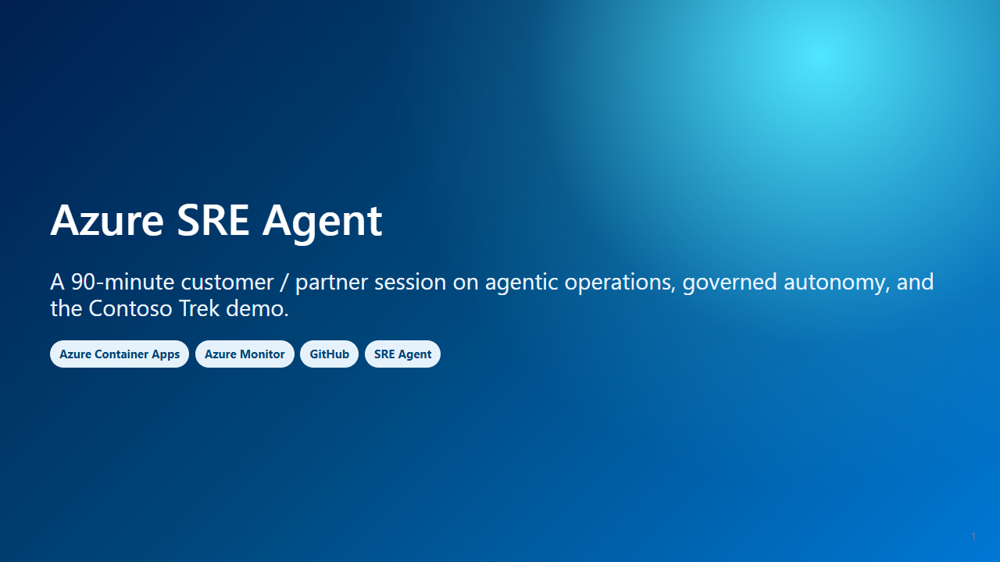 Azure SRE Agent
A 90-minute customer / partner session on agentic operations, governed autonomy, and
the Contoso Trek demo.
Azure Container Apps Azure Monitor GitHub SRE Agent
1